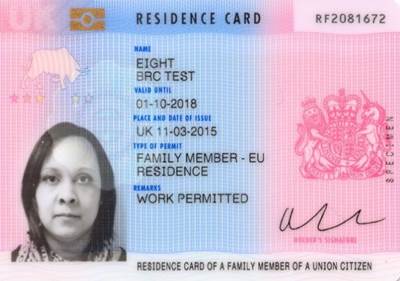 UK
RESIDENCE CARD
RF2081672
NAME
EIGHT
BRC TEST
VALID UNTIL
01-10-2018
PLACE AND DATE OF ISSUE
UK 11-03-2015
TYPE OF PERMIT
FAMILY MEMBER - EU
RESIDENCE
REMARKS
WORK PERMITTED
SPECIMEN
HOLDER'S SIGNATURE
RESIDENCE CARD OF A FAMILY MEMBER OF A UNION CITIZEN